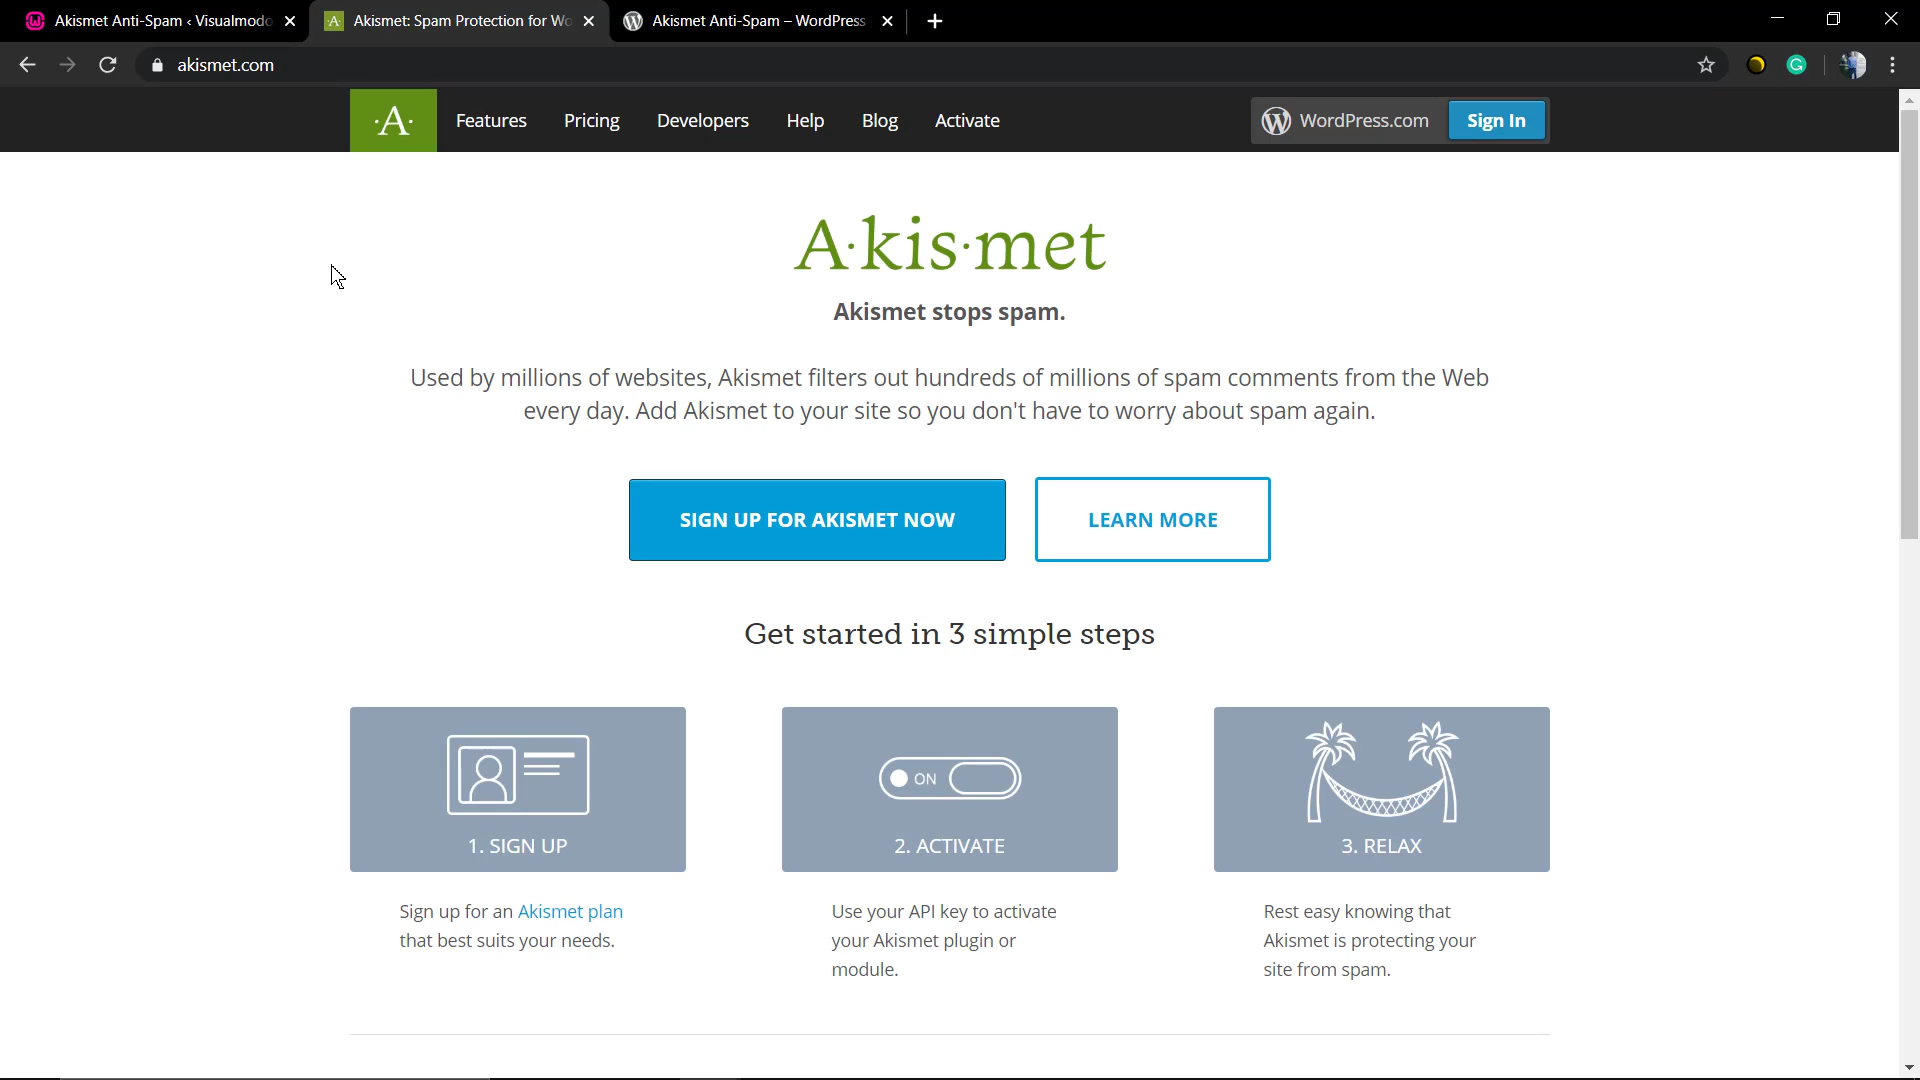 Akismet Anti-Spam ‹ Visualmodo
Akismet: Spam Protection for Wo
Akismet Anti-Spam – WordPress
akismet.com
·A·
Features
Pricing
Developers
Help
Blog
Activate
WordPress.com
Sign In
A·kis·met
Akismet stops spam.
Used by millions of websites, Akismet filters out hundreds of millions of spam comments from the Web
every day. Add Akismet to your site so you don't have to worry about spam again.
SIGN UP FOR AKISMET NOW
LEARN MORE
Get started in 3 simple steps
ON
1. SIGN UP
2. ACTIVATE
3. RELAX
Sign up for an Akismet plan
that best suits your needs.
Use your API key to activate
your Akismet plugin or
module.
Rest easy knowing that
Akismet is protecting your
site from spam.